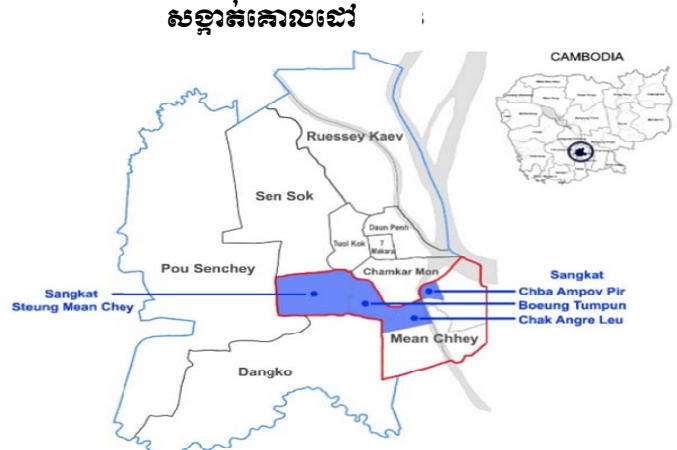 សង្កាត់គោលដៅ
CAMBODIA
Ruessey Kaev
Sen Sok
Daun Penh
Tuol Kok
7
Makara
Pou Senchey
Chamkar Mon
Sangkat
Steung Mean Chey
Sangkat
Chba Ampov Pir
Boeung Tumpun
Chak Angre Leu
Mean Chhey
Dangko